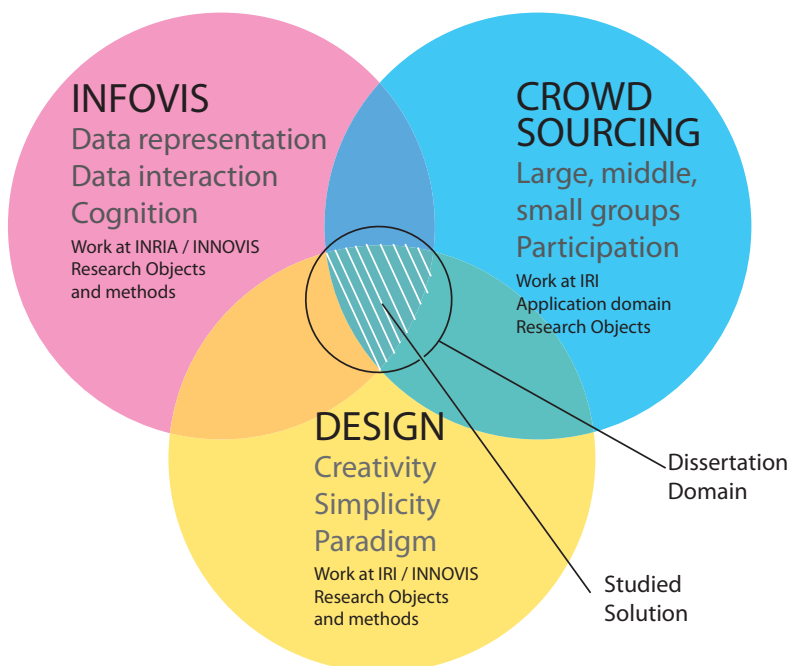 INFOVIS
Data representation
Data interaction
Cognition
Work at INRIA / INNOVIS
Research Objects
and methods
CROWD
SOURCING
Large, middle,
small groups
Participation
Work at IRI
Application domain
Research Objects
DESIGN
Creativity
Simplicity
Paradigm
Work at IRI / INNOVIS
Research Objects
and methods
Dissertation
Domain
Studied
Solution